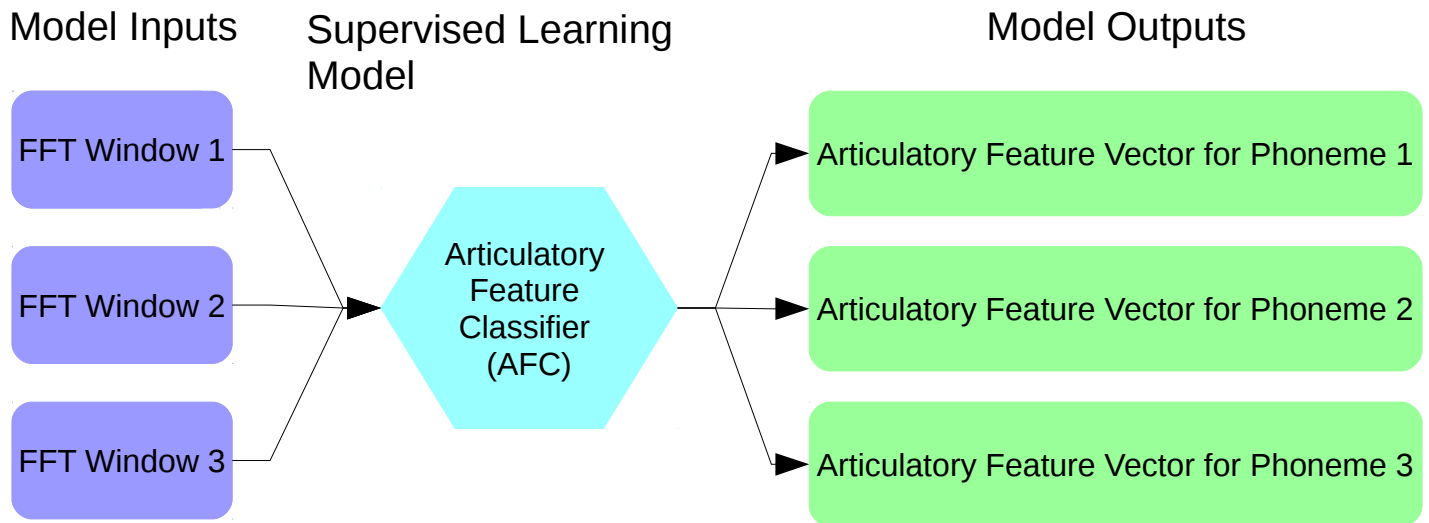 Model Inputs
Supervised Learning
Model
Model Outputs
FFT Window 1
FFT Window 2
FFT Window 3
Articulatory
Feature
Classifier
(AFC)
Articulatory Feature Vector for Phoneme 1
Articulatory Feature Vector for Phoneme 2
Articulatory Feature Vector for Phoneme 3